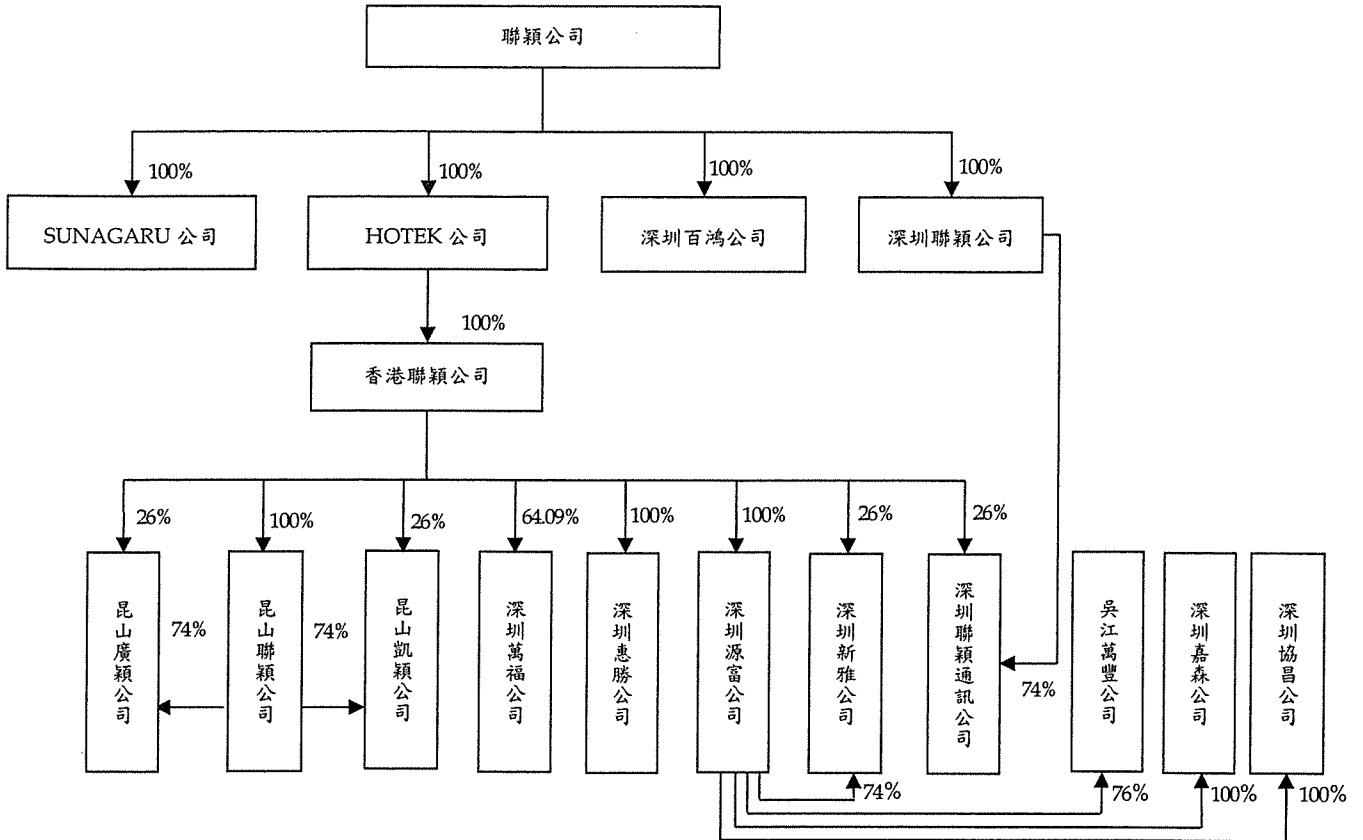 聯穎公司
100%
100%
100%
100%
SUNAGARU 公司
HOTEK 公司
深圳百鴻公司
深圳聯穎公司
100%
香港聯穎公司
26%
100%
26%
64.09%
100%
100%
26%
26%
昆山廣穎公司
74%
昆山聯穎公司
74%
昆山凱穎公司
深圳萬福公司
深圳惠勝公司
深圳源富公司
深圳新雅公司
深圳聯穎通訊公司
74%
吳江萬豐公司
深圳嘉森公司
深圳協昌公司
74%
76%
100%
100%